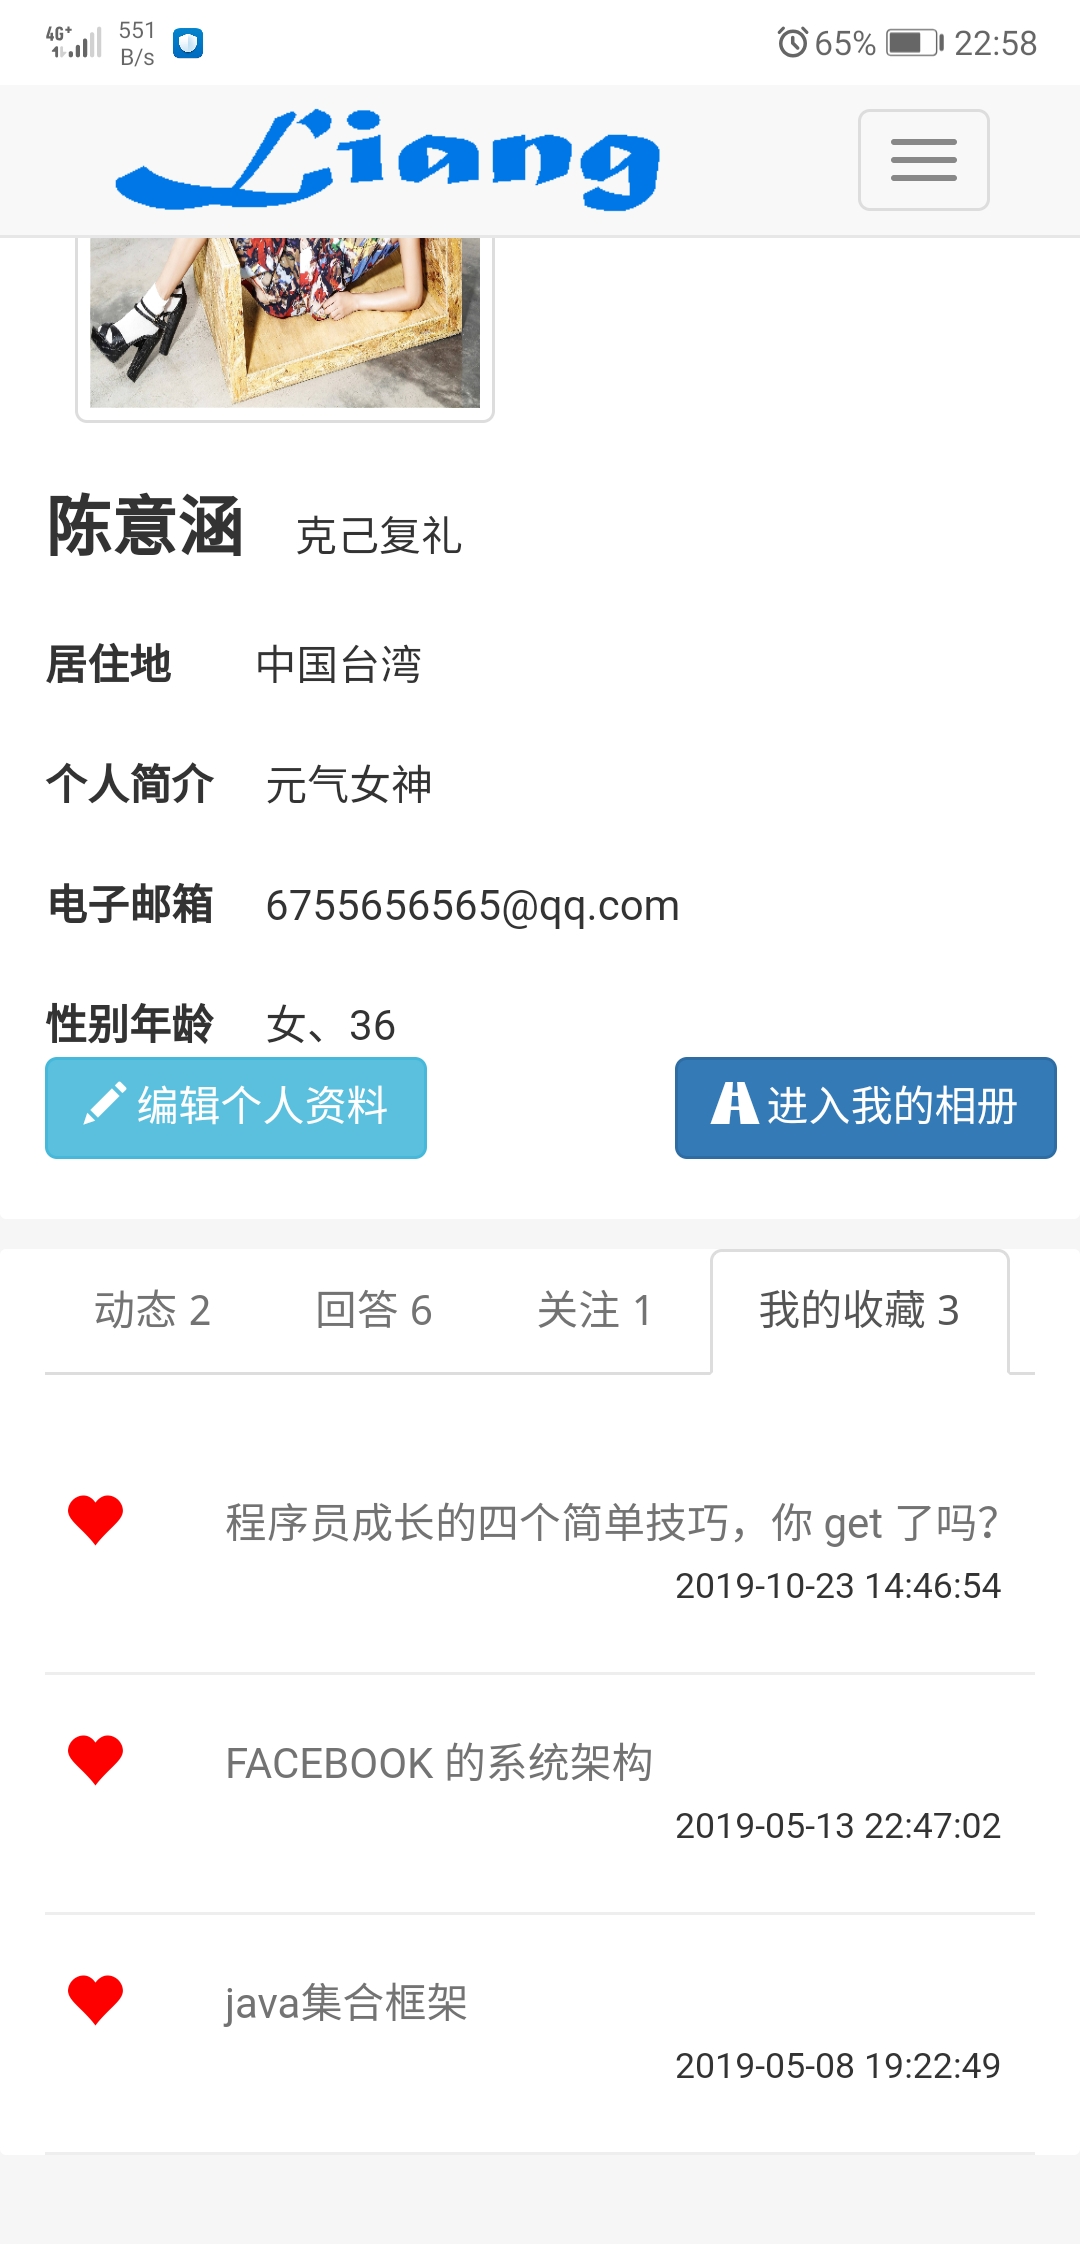 4G+ 551 B/s 65% 22:58
Liang
陈意涵 克己复礼
居住地 中国台湾
个人简介 元气女神
电子邮箱 6755656565@qq.com
性别年龄 女、36
编辑个人资料 进入我的相册
动态 2 回答 6 关注 1 我的收藏 3
程序员成长的四个简单技巧，你 get 了吗？
2019-10-23 14:46:54
FACEBOOK 的系统架构
2019-05-13 22:47:02
java集合框架
2019-05-08 19:22:49